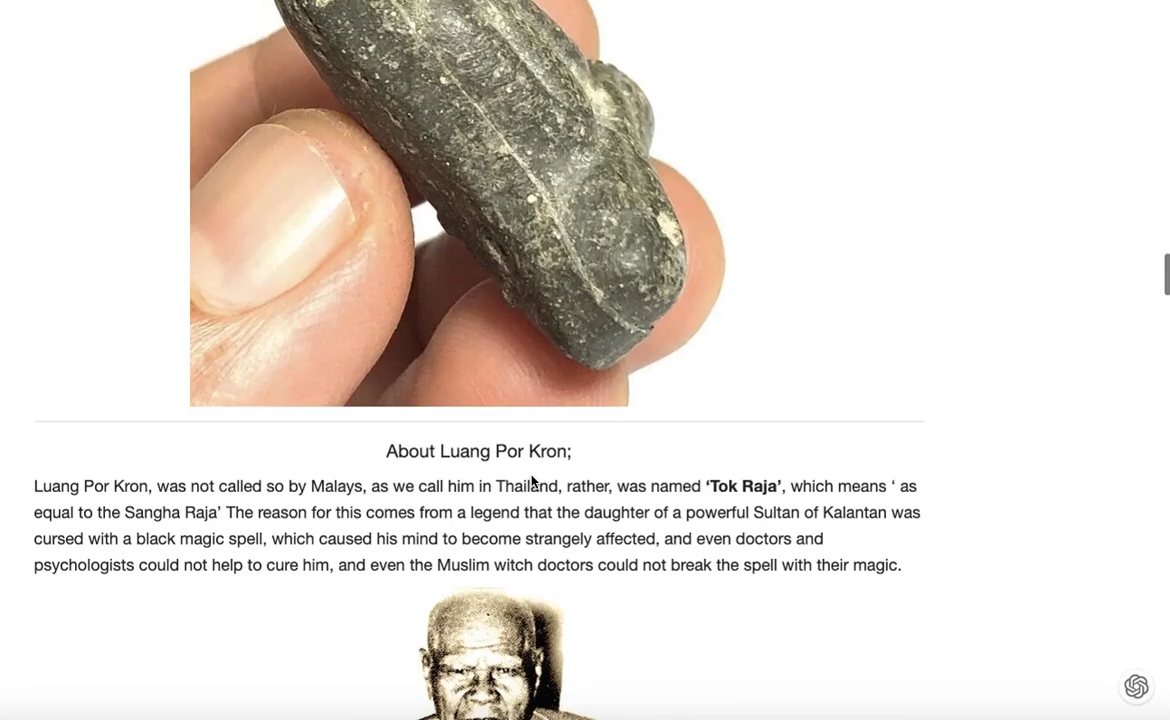 About Luang Por Kron;
Luang Por Kron, was not called so by Malays, as we call him in Thailand, rather, was named ‘Tok Raja’, which means ‘ as
equal to the Sangha Raja’ The reason for this comes from a legend that the daughter of a powerful Sultan of Kalantan was
cursed with a black magic spell, which caused his mind to become strangely affected, and even doctors and
psychologists could not help to cure him, and even the Muslim witch doctors could not break the spell with their magic.